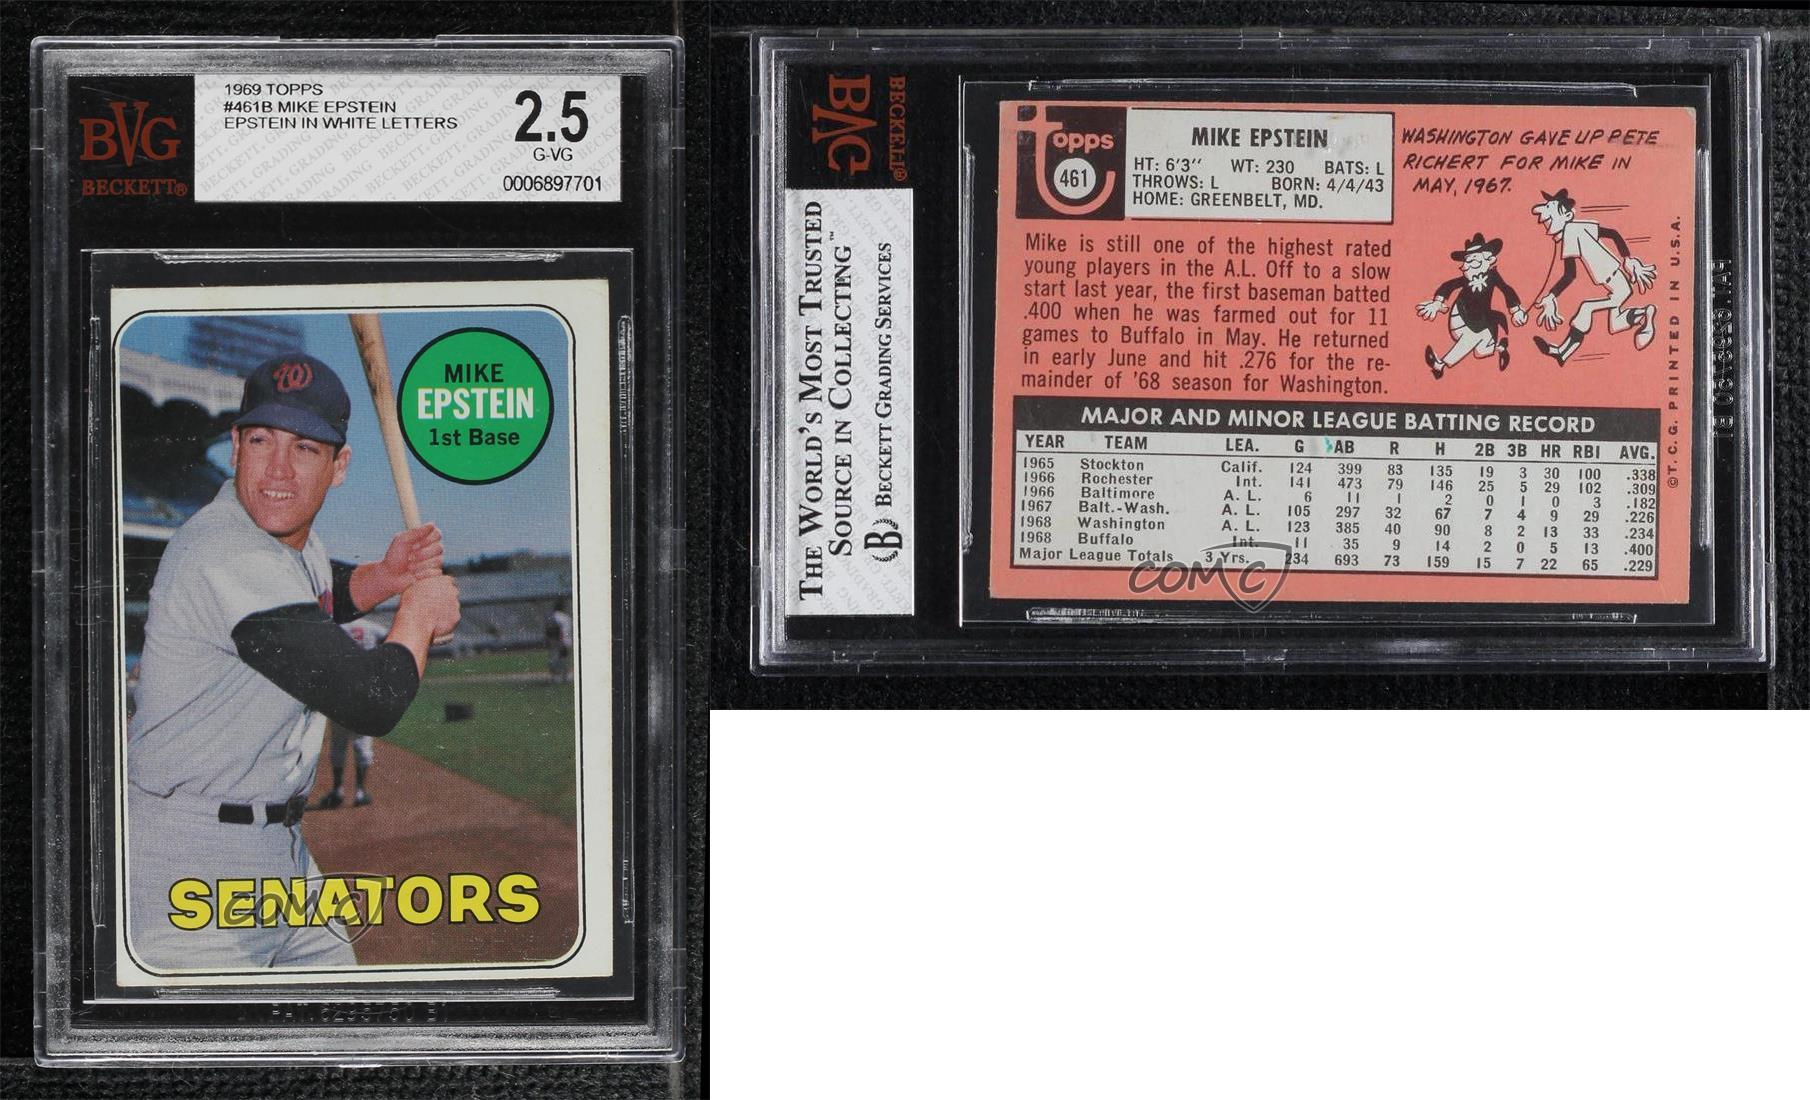 BVG
BECKETT®
1969 TOPPS
#461B MIKE EPSTEIN
EPSTEIN IN WHITE LETTERS
2.5
G-VG
0006897701
W
MIKE
EPSTEIN
1st Base
SENATORS
COMC
BVG
BECKETT®
THE WORLD'S MOST TRUSTED
SOURCE IN COLLECTING™
B BECKETT GRADING SERVICES
Topps
461
MIKE EPSTEIN
HT: 6'3" WT: 230 BATS: L
THROWS: L BORN: 4/4/43
HOME: GREENBELT, MD.
WASHINGTON GAVE UP PETE
RICHERT FOR MIKE IN
MAY, 1967.
Mike is still one of the highest rated
young players in the A.L. Off to a slow
start last year, the first baseman batted
.400 when he was farmed out for 11
games to Buffalo in May. He returned
in early June and hit .276 for the re-
mainder of '68 season for Washington.
MAJOR AND MINOR LEAGUE BATTING RECORD
YEAR TEAM LEA. G AB R H 2B 3B HR RBI AVG.
1965 Stockton Calif. 124 399 83 135 19 3 30 100 .338
1966 Rochester Int. 141 473 79 146 25 5 29 102 .309
1966 Baltimore A. L. 6 11 1 2 0 1 0 3 .182
1967 Balt.-Wash. A. L. 105 297 32 67 7 4 9 29 .226
1968 Washington A. L. 123 385 40 90 8 2 13 33 .234
1968 Buffalo Int. 11 35 9 14 2 0 5 13 .400
Major League Totals 3 Yrs. 234 693 73 159 15 7 22 65 .229
©T. C. G. PRINTED IN U.S.A.
COMC